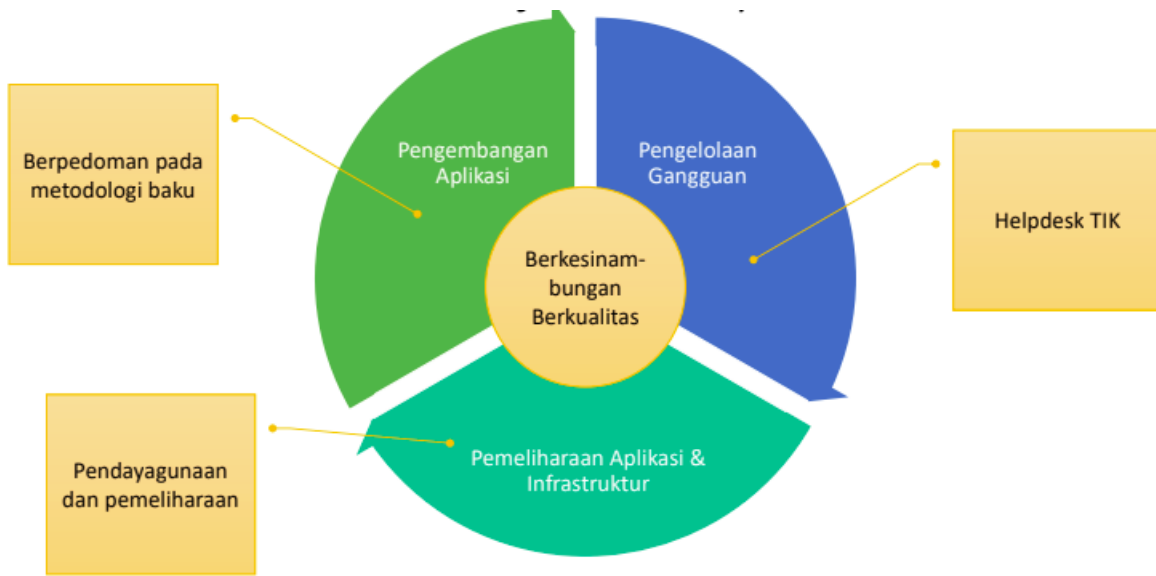 Pengembangan
Aplikasi
Pengelolaan
Gangguan
Berpedoman pada
metodologi baku
Helpdesk TIK
Berkesinam-
bungan
Berkualitas
Pemeliharaan Aplikasi &
Infrastruktur
Pendayagunaan
dan pemeliharaan